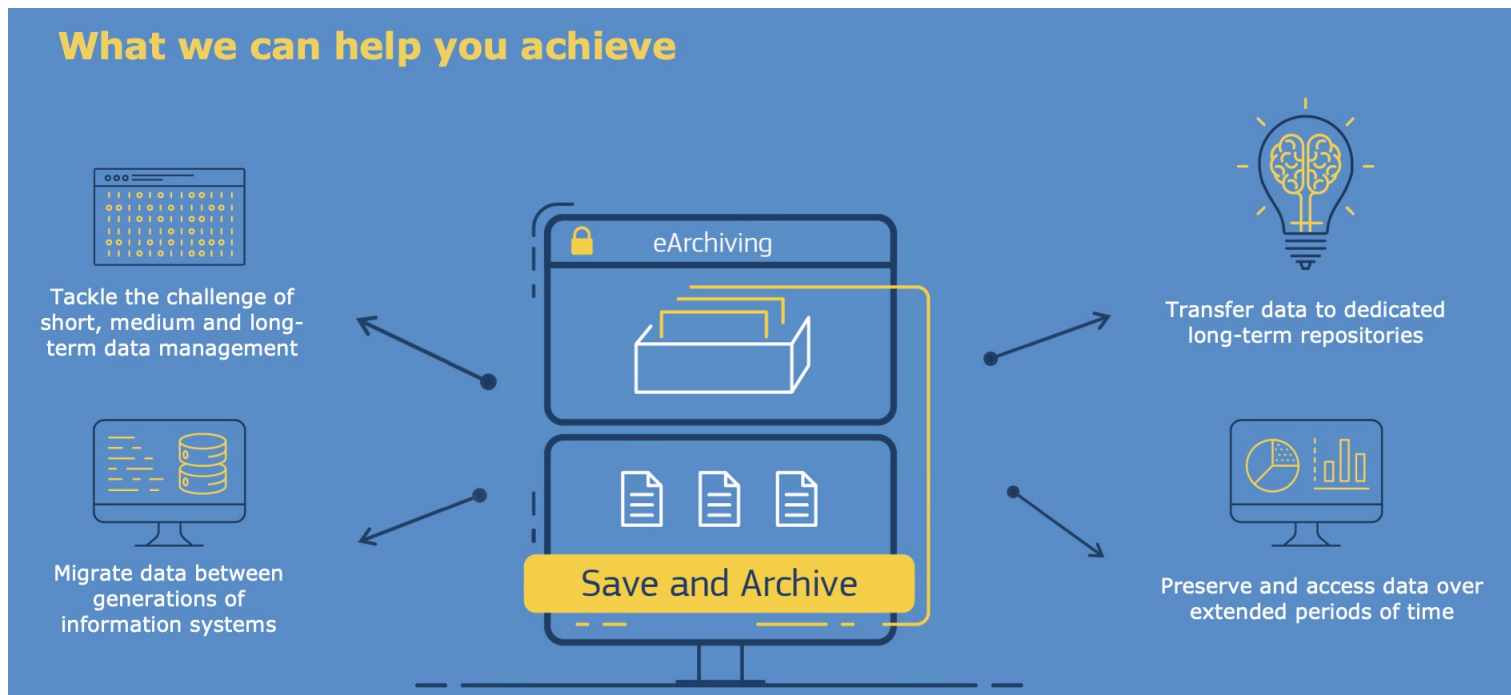 What we can help you achieve
Tackle the challenge of
short, medium and long-
term data management
Migrate data between
generations of
information systems
eArchiving
Save and Archive
Transfer data to dedicated
long-term repositories
Preserve and access data over
extended periods of time